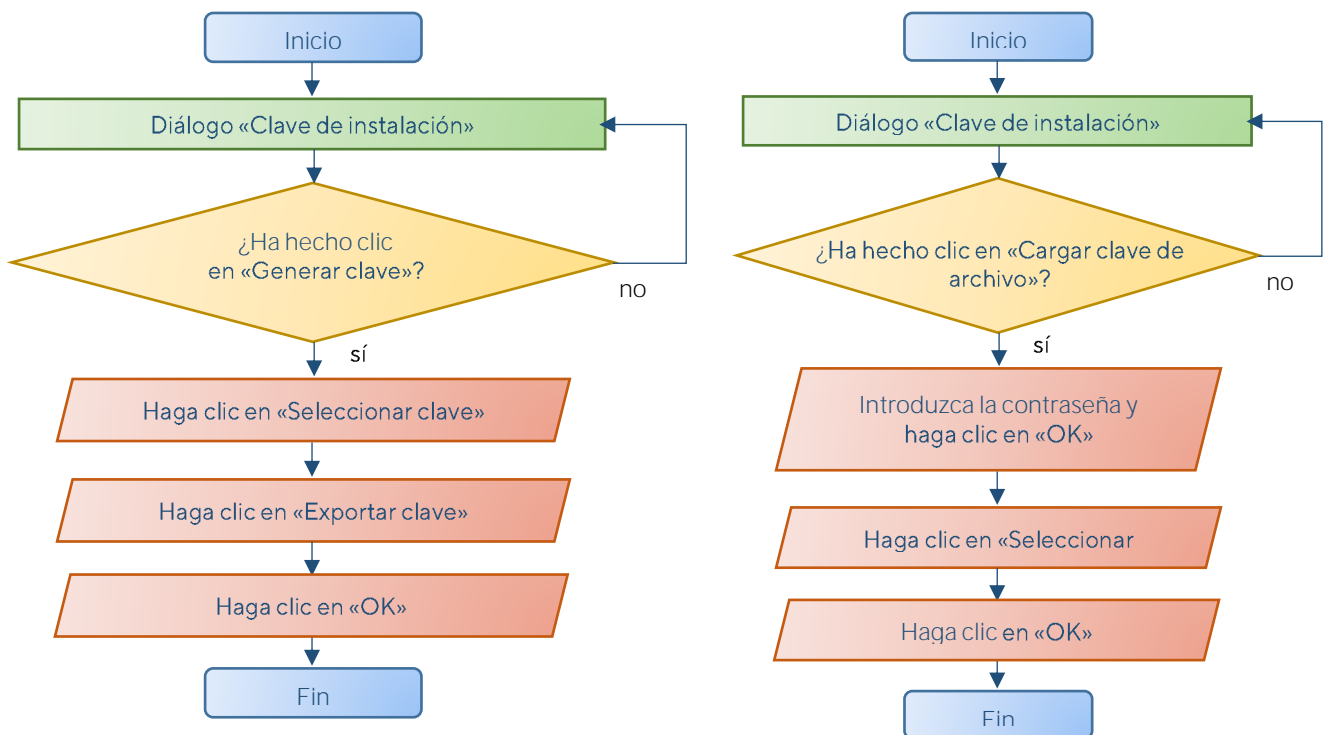 Inicio
Diálogo «Clave de instalación»
¿Ha hecho clic
en «Generar clave»?
no
sí
Haga clic en «Seleccionar clave»
Haga clic en «Exportar clave»
Haga clic en «OK»
Fin
Inicio
Diálogo «Clave de instalación»
¿Ha hecho clic en «Cargar clave de
archivo»?
no
sí
Introduzca la contraseña y
haga clic en «OK»
Haga clic en «Seleccionar
Haga clic en «OK»
Fin